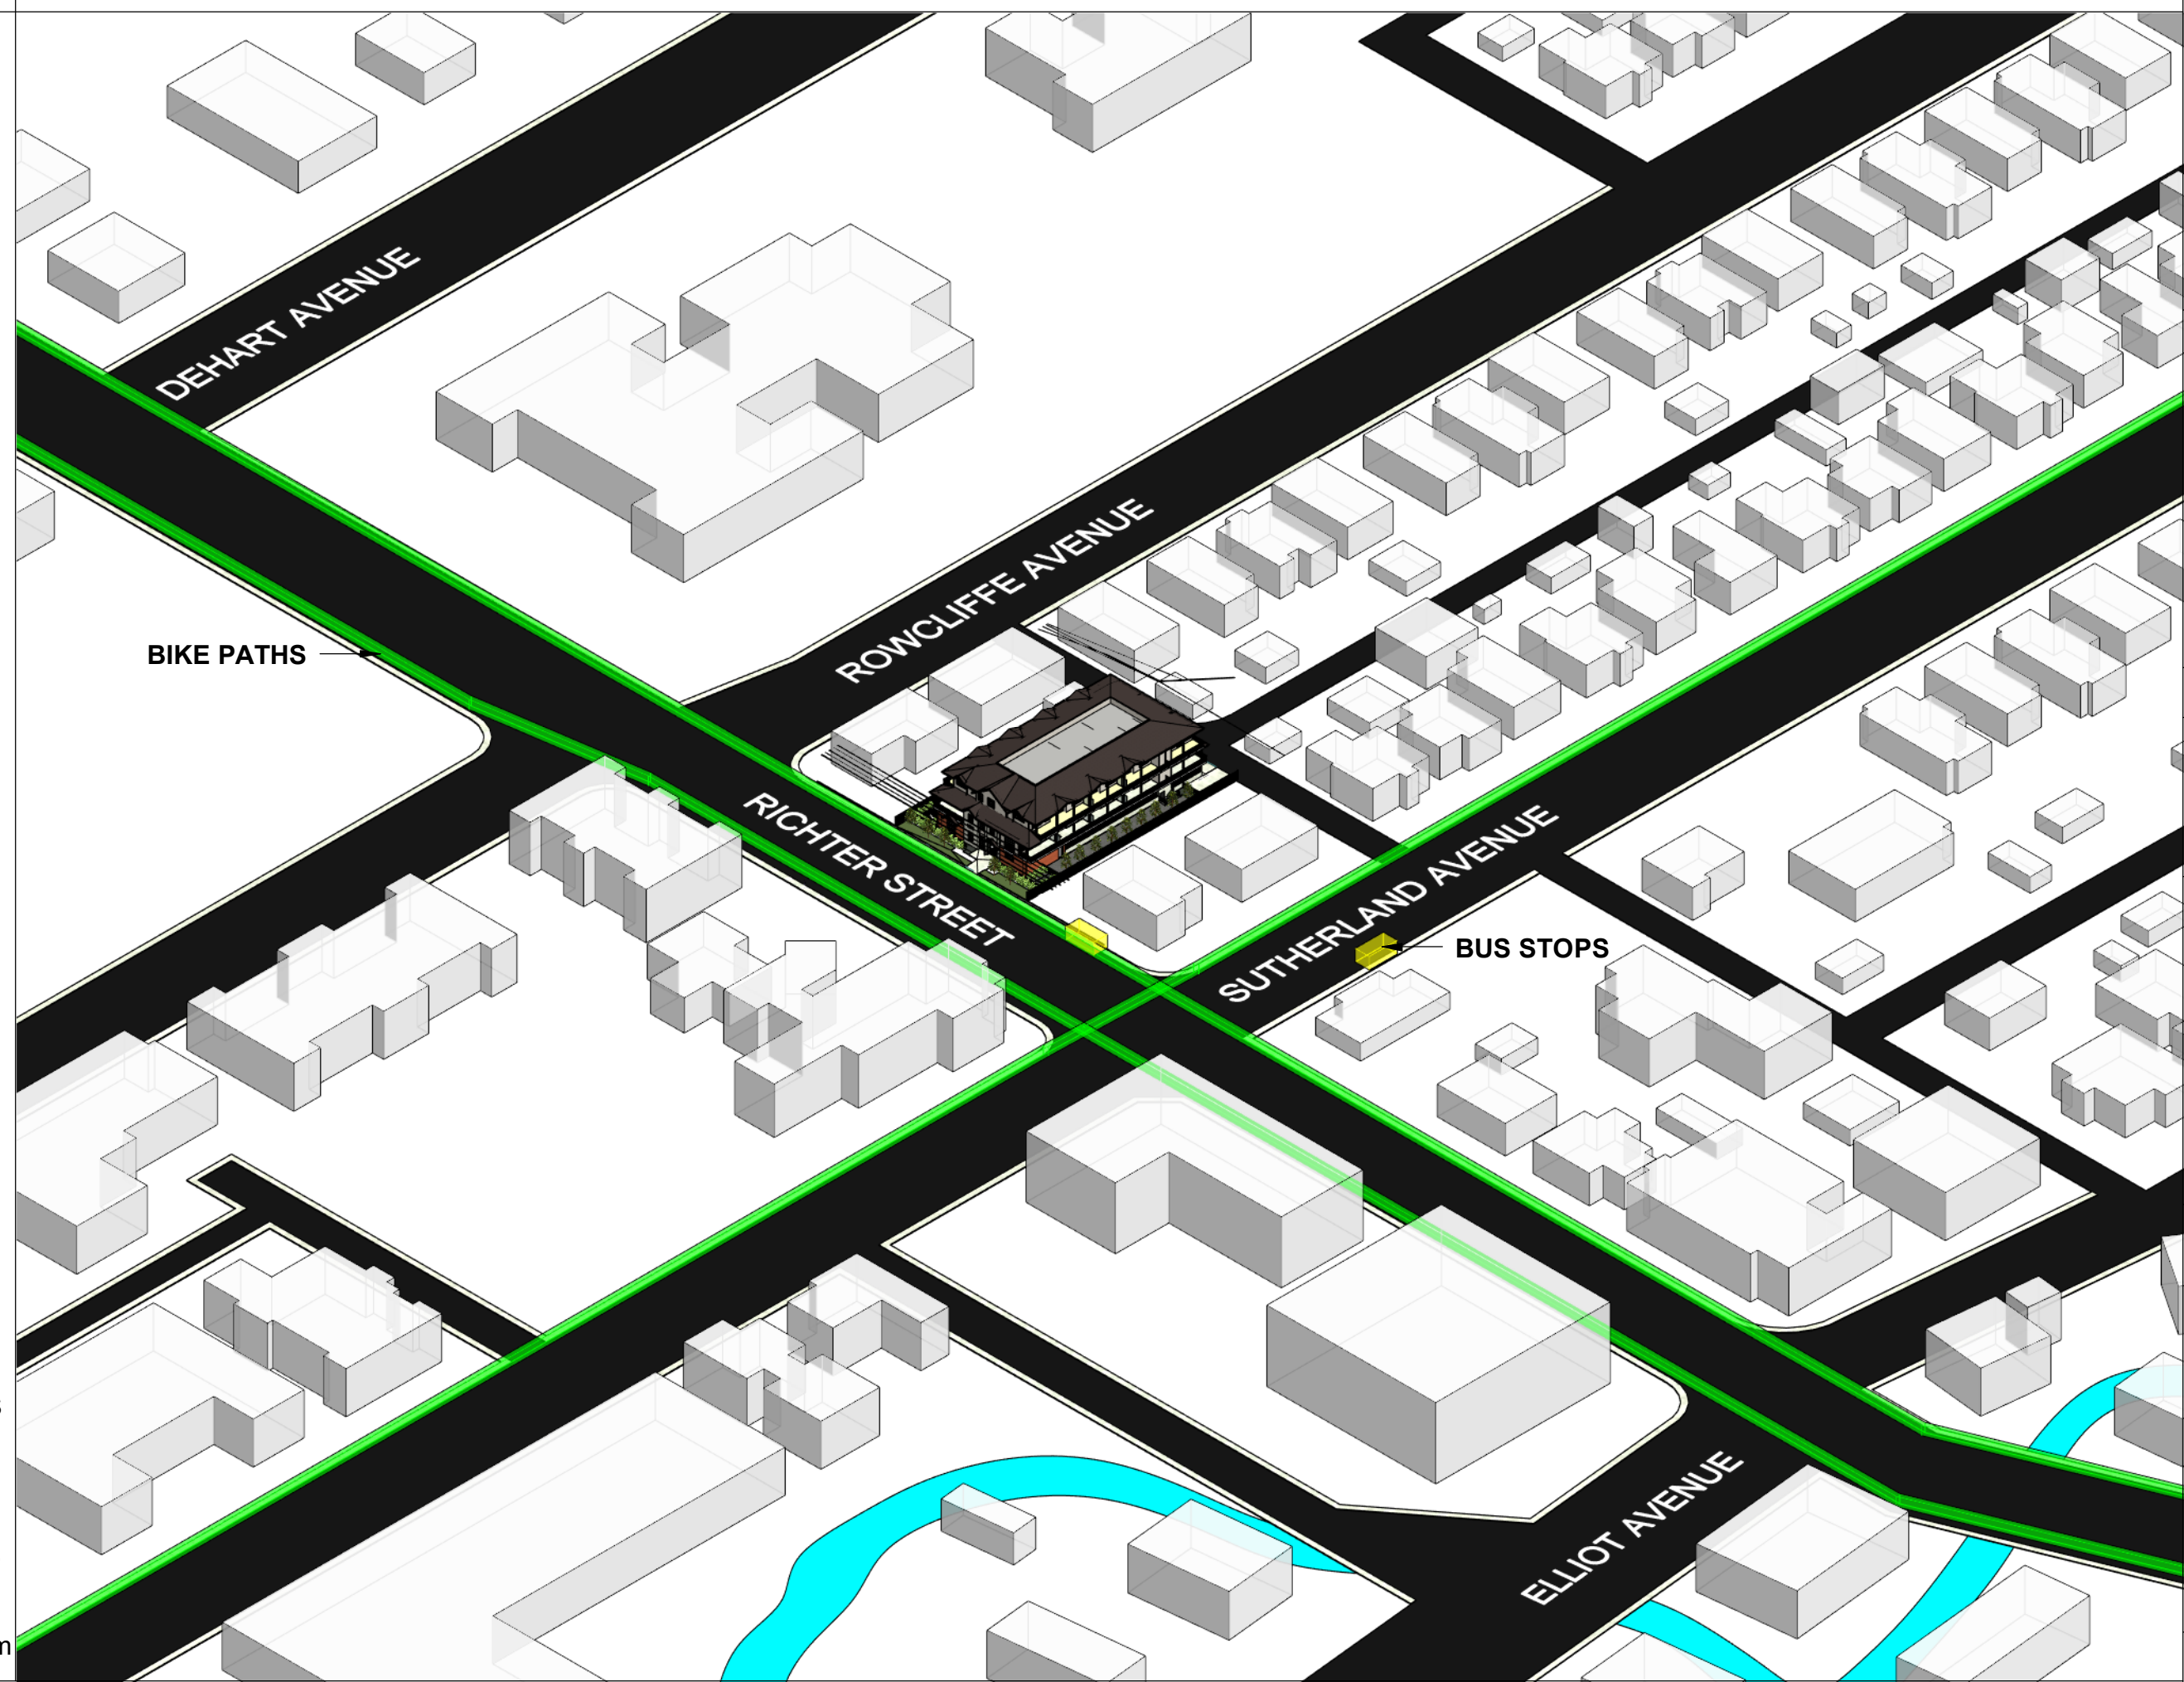 DEHART AVENUE
ROWCLIFFE AVENUE
BIKE PATHS
RICHTER STREET
SUTHERLAND AVENUE
BUS STOPS
ELLIOT AVENUE
m